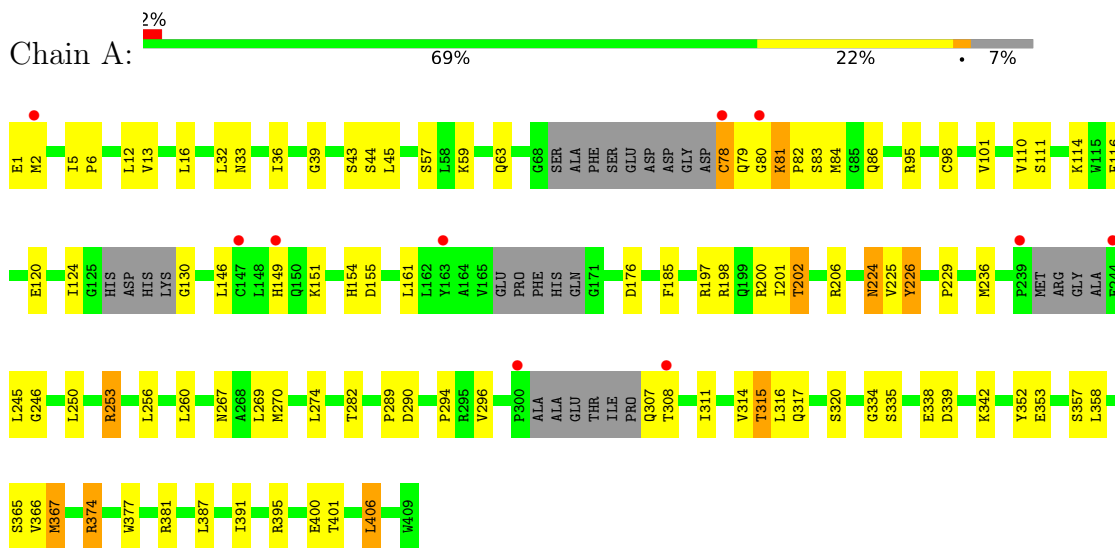 2%
Chain A:
69% 22% • 7%
E1 M2 I5 P6 L12 V13 L16 L32 N33 I36 G39 S43 S44 L45 S57 L58 K59 Q63 G68 SER ALA PHE SER GLU ASP ASP GLY ASP C78 Q79 G80 K81 P82 S83 M84 G85 Q86 R95 C98 V101 V110 S111 K114 W115
E120 I124 G125 HIS ASP HIS LYS G130 L146 C147 L148 H149 Q150 K151 H154 D155 L161 L162 Y163 A164 V165 GLU PRO PHE HIS GLN G171 D176 F185 R197 R198 Q199 R200 I201 T202 R206 N224 V225 Y226 P229 M236 P239 MET ARG GLY ALA
L245 G246 L250 R253 L256 L260 N267 A268 L269 M270 L274 T282 P289 D290 P294 R295 V296 P300 ALA ALA GLU THR ILE PRO Q307 T308 I311 V314 T315 L316 Q317 S320 G334 S335 E338 D339 K342 Y352 E353 S357 L358
S365 V366 M367 R374 W377 R381 L387 I391 R395 E400 T401 L406 W409